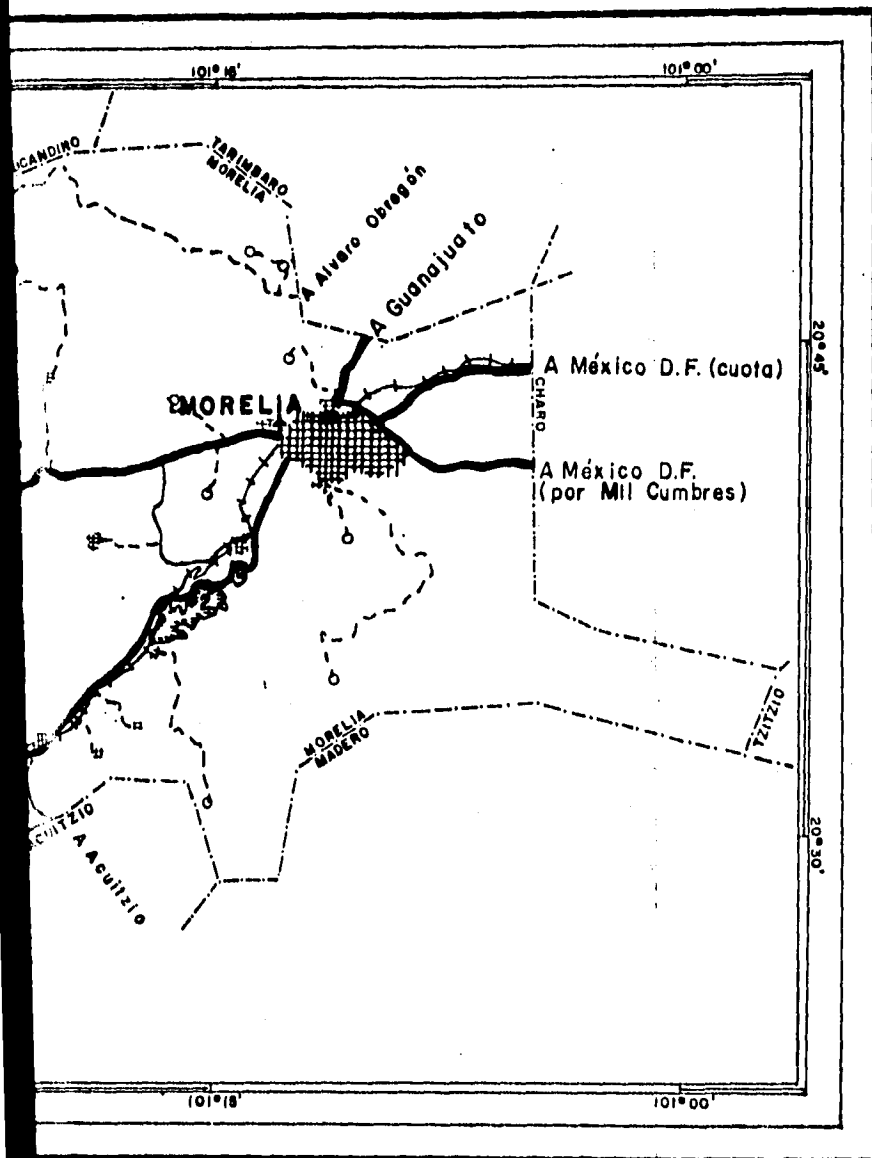 101° 15'
101° 00'
TARIMBARO
MORELIA
A Alvaro Obregón
A Guanajuato
20° 45'
A México D.F. (cuota)
CHARO
MORELIA
A México D.F.
(por Mil Cumbres)
MORELIA
MADERO
TZITZIO
20° 30'
A Acuitzio
101° 15'
101° 00'